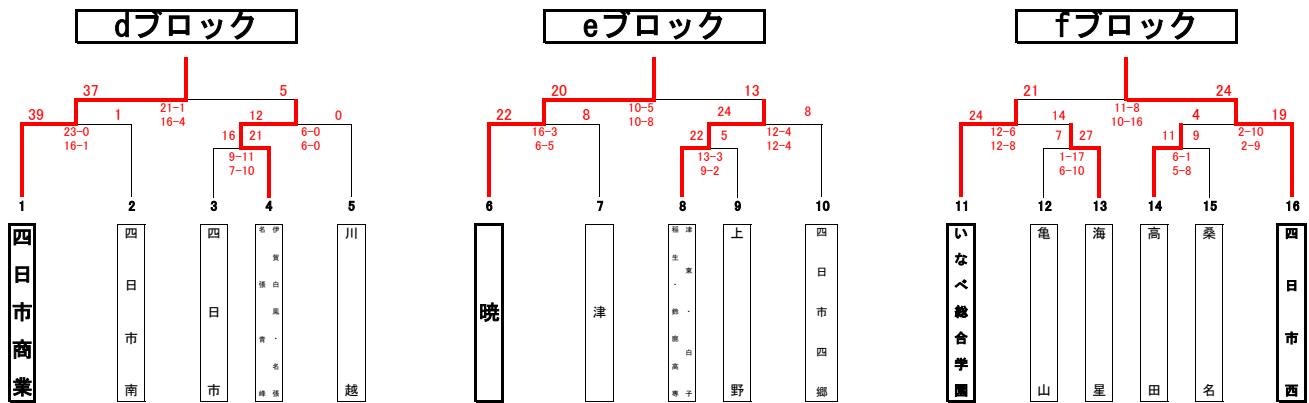 dブロック
eブロック
fブロック
37 5
39 1 21-1 16-4 12 0
23-0 16-1 16 21 6-0 6-0
9-11 7-10
20 13
22 8 10-5 10-8 24 8
16-3 6-5 22 5 12-4 12-4
13-3 9-2
21 24
24 14 11-8 10-16 4 19
12-6 12-8 7 27 11 9 2-10 2-9
1-17 6-10 6-1 5-8
1 2 3 4 5
6 7 8 9 10
11 12 13 14 15 16
四日市商業
四日市南
四日市
伊賀白鳳・名張
名張青峰
川越
暁
津
津東・白子
稲生・鈴鹿高専
上野
四日市四郷
いなべ総合学園
亀山
海星
高田
桑名
四日市西